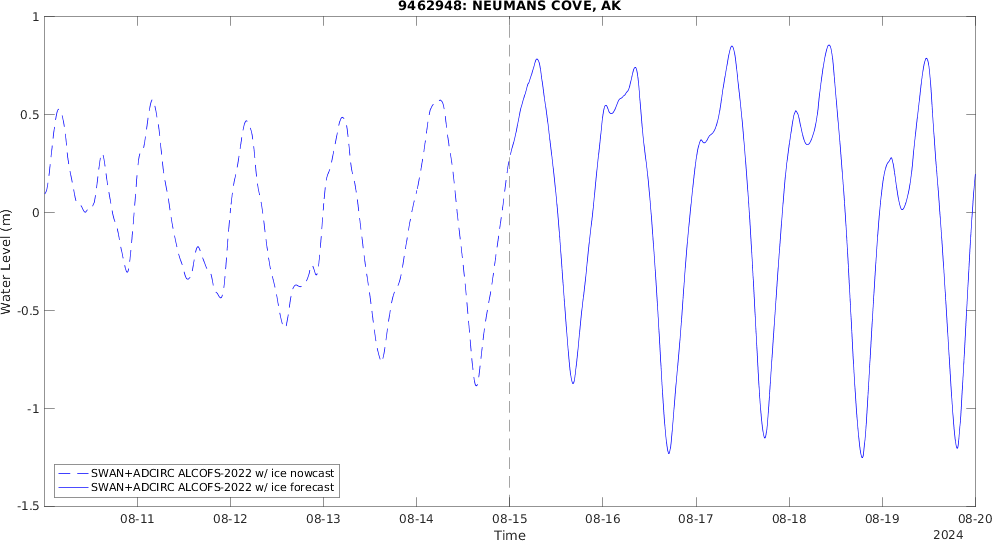 9462948: NEUMANS COVE, AK
Water Level (m)
1
0.5
0
-0.5
-1
-1.5
SWAN+ADCIRC ALCOFS-2022 w/ ice nowcast
SWAN+ADCIRC ALCOFS-2022 w/ ice forecast
08-11 08-12 08-13 08-14 08-15 08-16 08-17 08-18 08-19 08-20
Time
2024